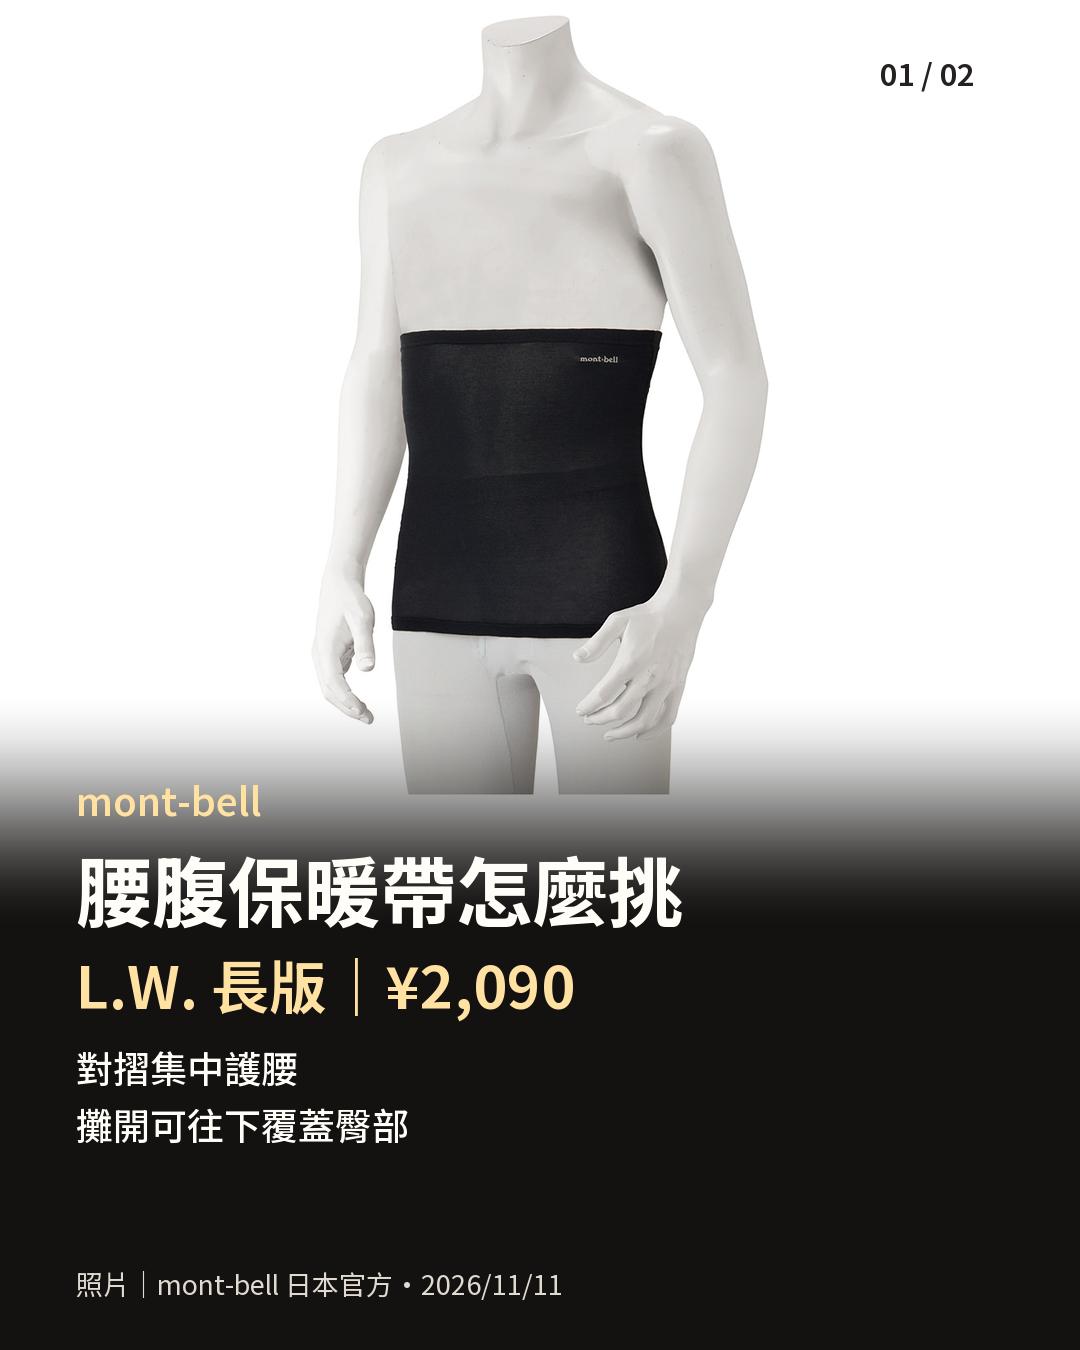 01 / 02
mont-bell
mont-bell
腰腹保暖帶怎麼挑
L.W. 長版｜¥2,090
對摺集中護腰
攤開可往下覆蓋臀部
照片｜mont-bell 日本官方・2026/11/11